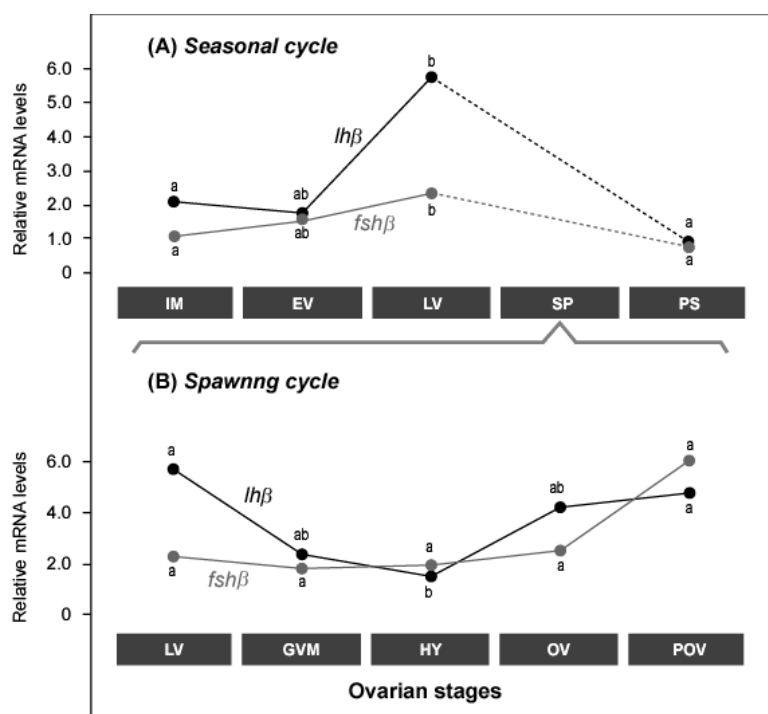 (A) Seasonal cycle
Relative mRNA levels
6.0
5.0
4.0
3.0
2.0
1.0
0
a
ab
b
a
lhβ
fshβ
a
ab
b
a
IM EV LV SP PS
(B) Spawnng cycle
Relative mRNA levels
6.0
4.0
2.0
0
a
ab
a
ab
a
lhβ
fshβ
a
a
b
a
a
LV GVM HY OV POV
Ovarian stages